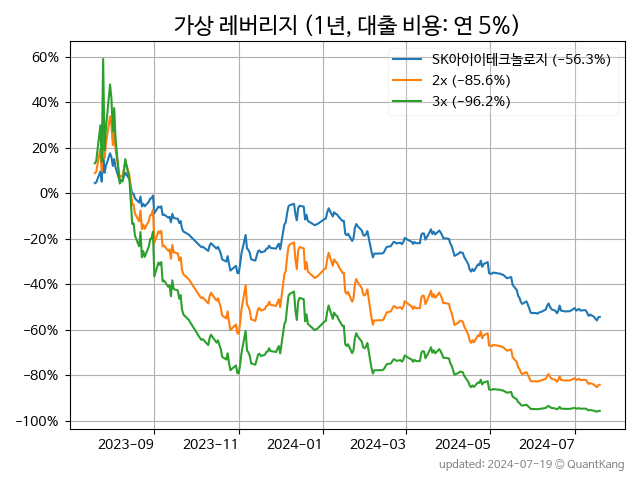 가상 레버리지 (1년, 대출 비용: 연 5%)
SK아이이테크놀로지 (−56.3%)
2x (−85.6%)
3x (−96.2%)
60%
40%
20%
0%
−20%
−40%
−60%
−80%
−100%
2023-09 2023-11 2024-01 2024-03 2024-05 2024-07
updated: 2024-07-19 © QuantKang